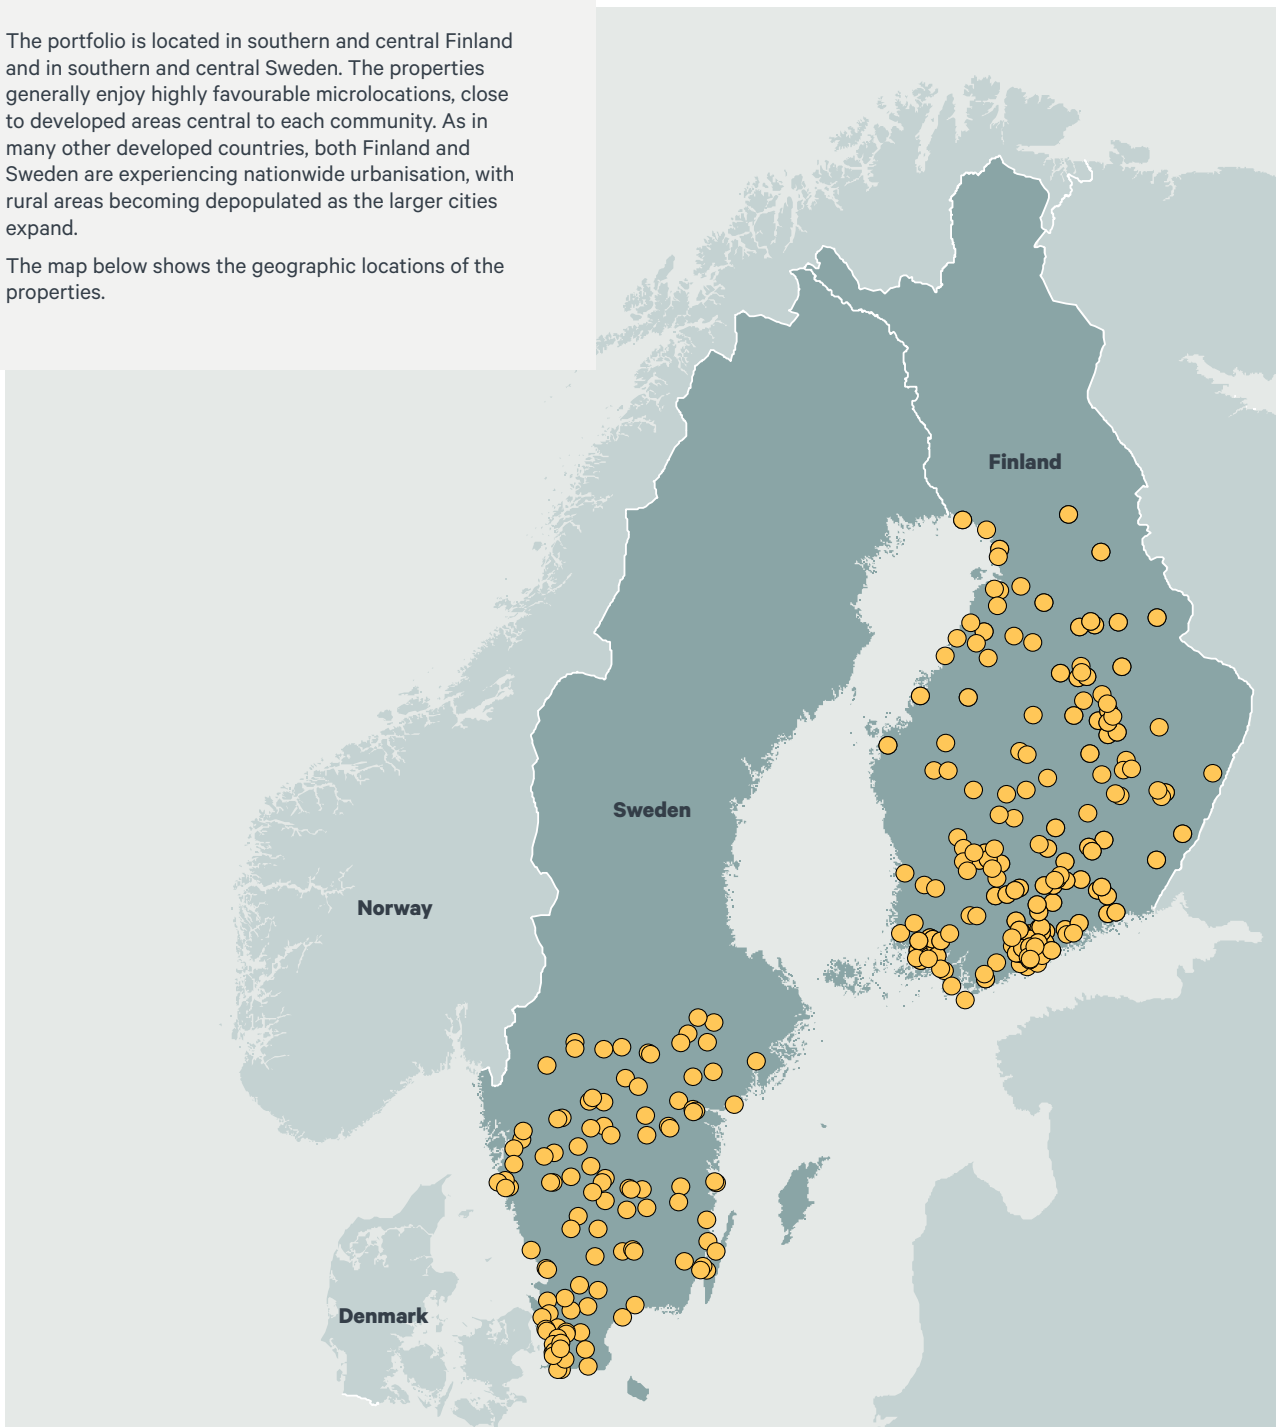 The portfolio is located in southern and central Finland
and in southern and central Sweden. The properties
generally enjoy highly favourable microlocations, close
to developed areas central to each community. As in
many other developed countries, both Finland and
Sweden are experiencing nationwide urbanisation, with
rural areas becoming depopulated as the larger cities
expand.
The map below shows the geographic locations of the
properties.
Finland
Sweden
Norway
Denmark